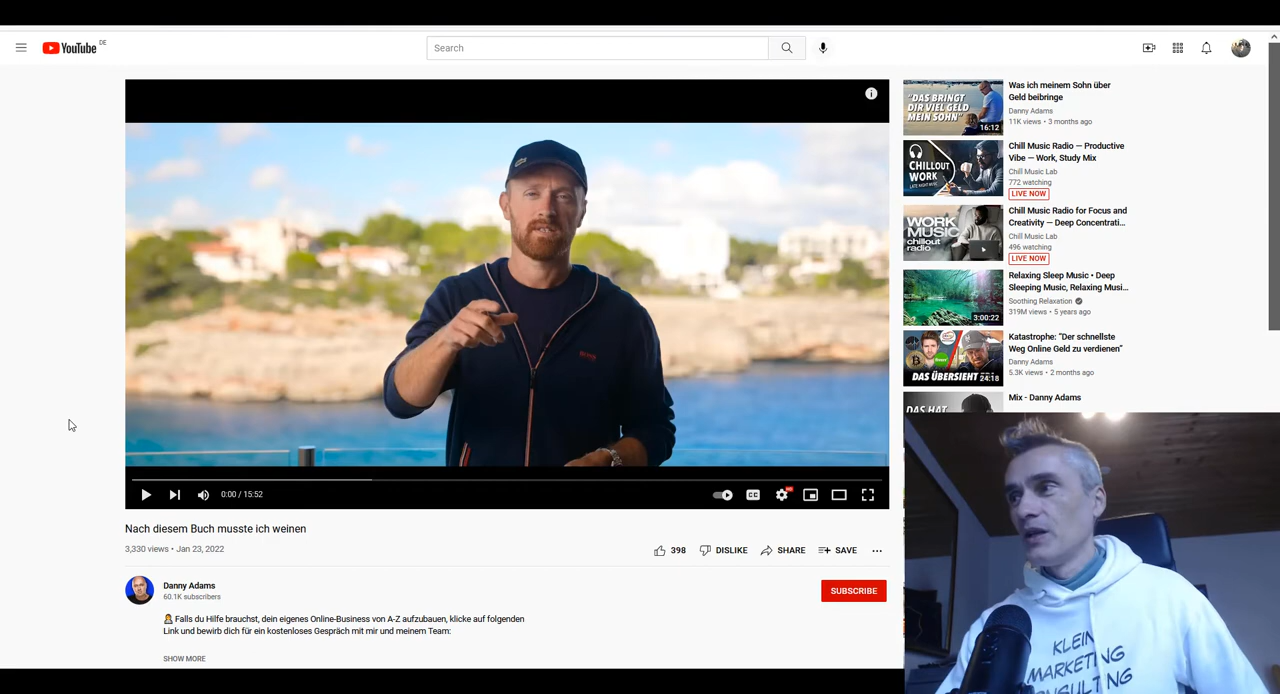 YouTube DE
Search
"DAS BRINGT
DIR VIEL GELD
MEIN SOHN"
16:12
Was ich meinem Sohn über
Geld beibringe
Danny Adams
11K views • 3 months ago
CHILLOUT
WORK
Chill Music Radio — Productive
Vibe — Work, Study Mix
Chill Music Lab
772 watching
LIVE NOW
WORK
MUSIC
chillout
radio
Chill Music Radio for Focus and
Creativity — Deep Concentrati...
Chill Music Lab
496 watching
LIVE NOW
3:00:22
Relaxing Sleep Music • Deep
Sleeping Music, Relaxing Musi...
Soothing Relaxation
319M views • 5 years ago
DAS ÜBERSIEHT
24:18
Katastrophe: "Der schnellste
Weg Online Geld zu verdienen"
Danny Adams
5.3K views • 2 months ago
DAS HAT
Mix - Danny Adams
0:00 / 15:52
CC
HD
Nach diesem Buch musste ich weinen
3,330 views • Jan 23, 2022
398
DISLIKE
SHARE
SAVE
Danny Adams
60.1K subscribers
SUBSCRIBE
Falls du Hilfe brauchst, dein eigenes Online-Business von A-Z aufzubauen, klicke auf folgenden
Link und bewirb dich für ein kostenloses Gespräch mit mir und meinem Team:
SHOW MORE
KLEIN
MARKETING